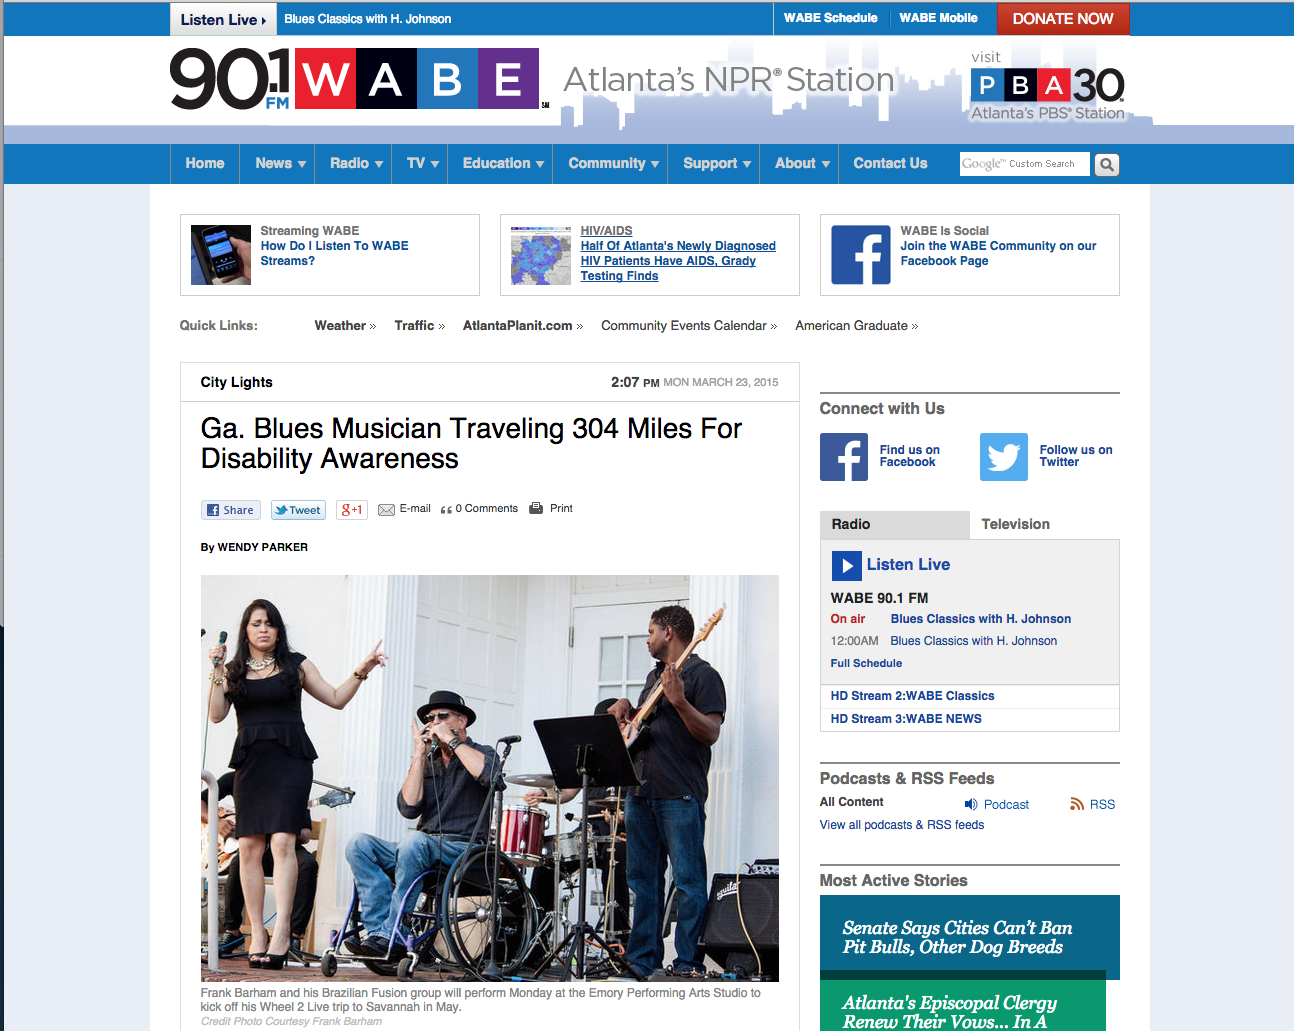 Listen Live
Blues Classics with H. Johnson
WABE Schedule
WABE Mobile
DONATE NOW
90.1 FM WABE SM
Atlanta's NPR® Station
visit
PBA30
Atlanta's PBS® Station
Home
News
Radio
TV
Education
Community
Support
About
Contact Us
Google™ Custom Search
Streaming WABE
How Do I Listen To WABE
Streams?
HIV/AIDS
Half Of Atlanta's Newly Diagnosed
HIV Patients Have AIDS, Grady
Testing Finds
WABE Is Social
Join the WABE Community on our
Facebook Page
Quick Links:
Weather »
Traffic »
AtlantaPlanit.com »
Community Events Calendar »
American Graduate »
City Lights
2:07 PM MON MARCH 23, 2015
Ga. Blues Musician Traveling 304 Miles For
Disability Awareness
Share
Tweet
g+1
E-mail
0 Comments
Print
By WENDY PARKER
guild
Frank Barham and his Brazilian Fusion group will perform Monday at the Emory Performing Arts Studio to
kick off his Wheel 2 Live trip to Savannah in May.
Credit Photo Courtesy Frank Barham
Connect with Us
Find us on
Facebook
Follow us on
Twitter
Radio
Television
Listen Live
WABE 90.1 FM
On air Blues Classics with H. Johnson
12:00AM Blues Classics with H. Johnson
Full Schedule
HD Stream 2:WABE Classics
HD Stream 3:WABE NEWS
Podcasts & RSS Feeds
All Content
Podcast
RSS
View all podcasts & RSS feeds
Most Active Stories
Senate Says Cities Can't Ban
Pit Bulls, Other Dog Breeds
Atlanta's Episcopal Clergy
Renew Their Vows... In A